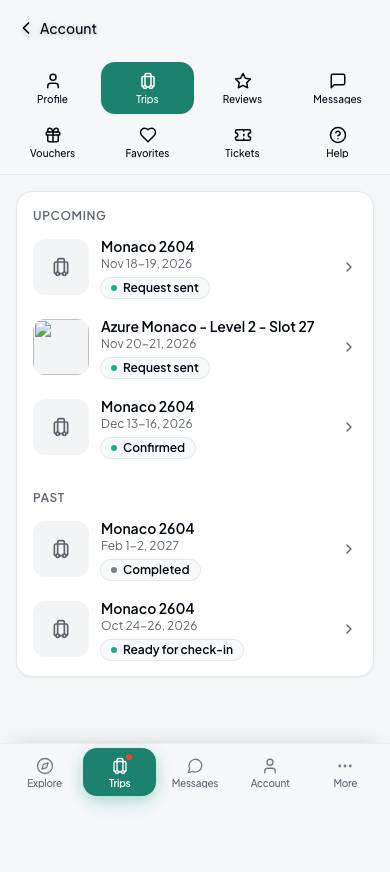 Account
Profile
Trips
Reviews
Messages
Vouchers
Favorites
Tickets
Help
UPCOMING
Monaco 2604
Nov 18–19, 2026
Request sent
Azure Monaco - Level 2 - Slot 27
Nov 20–21, 2026
Request sent
Monaco 2604
Dec 13–16, 2026
Confirmed
PAST
Monaco 2604
Feb 1–2, 2027
Completed
Monaco 2604
Oct 24–26, 2026
Ready for check-in
Explore
Trips
Messages
Account
More